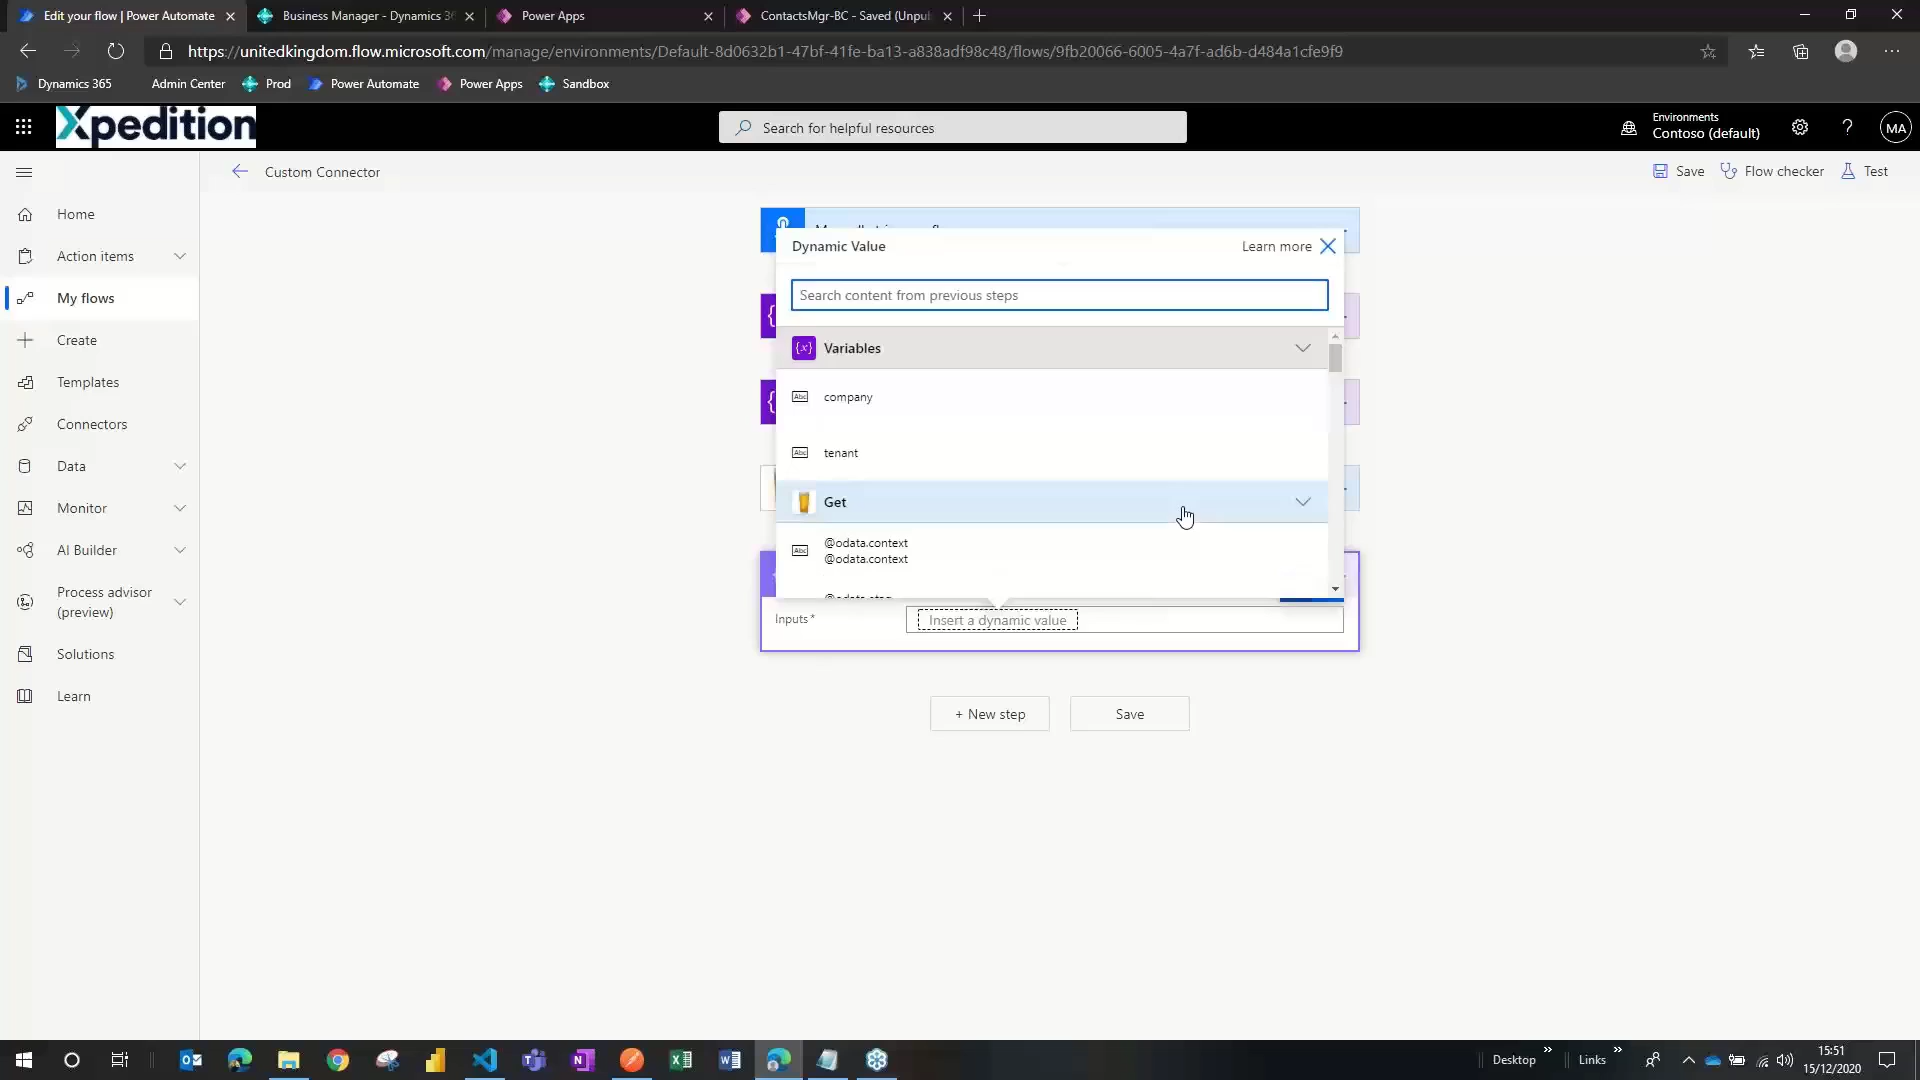 Edit your flow | Power Automate
Business Manager - Dynamics 36
Power Apps
ContactsMgr-BC - Saved (Unpu
https://unitedkingdom.flow.microsoft.com/manage/environments/Default-8d0632b1-47bf-41fe-ba13-a838adf98c48/flows/9fb20066-6005-4a7f-ad6b-d484a1cfe9f9
Dynamics 365
Admin Center
Prod
Power Automate
Power Apps
Sandbox
Xpedition
Search for helpful resources
Environments
Contoso (default)
?
MA
Custom Connector
Save
Flow checker
Test
Home
Action items
My flows
Create
Templates
Connectors
Data
Monitor
AI Builder
Process advisor
(preview)
Solutions
Learn
Dynamic Value
Learn more
Search content from previous steps
{x} Variables
Abc company
Abc tenant
Get
Abc @odata.context
@odata.context
Inputs *
Insert a dynamic value
+ New step
Save
Desktop
Links
15:51
15/12/2020